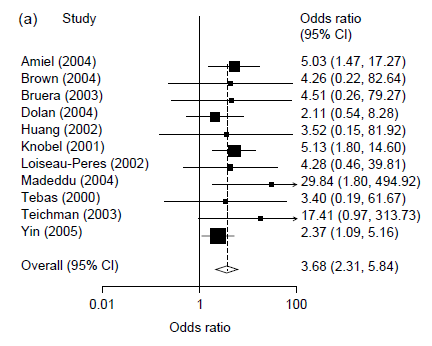 (a) Study Odds ratio
(95% CI)
Amiel (2004) 5.03 (1.47, 17.27)
Brown (2004) 4.26 (0.22, 82.64)
Bruera (2003) 4.51 (0.26, 79.27)
Dolan (2004) 2.11 (0.54, 8.28)
Huang (2002) 3.52 (0.15, 81.92)
Knobel (2001) 5.13 (1.80, 14.60)
Loiseau-Peres (2002) 4.28 (0.46, 39.81)
Madeddu (2004) 29.84 (1.80, 494.92)
Tebas (2000) 3.40 (0.19, 61.67)
Teichman (2003) 17.41 (0.97, 313.73)
Yin (2005) 2.37 (1.09, 5.16)
Overall (95% CI) 3.68 (2.31, 5.84)
0.01 1 100
Odds ratio